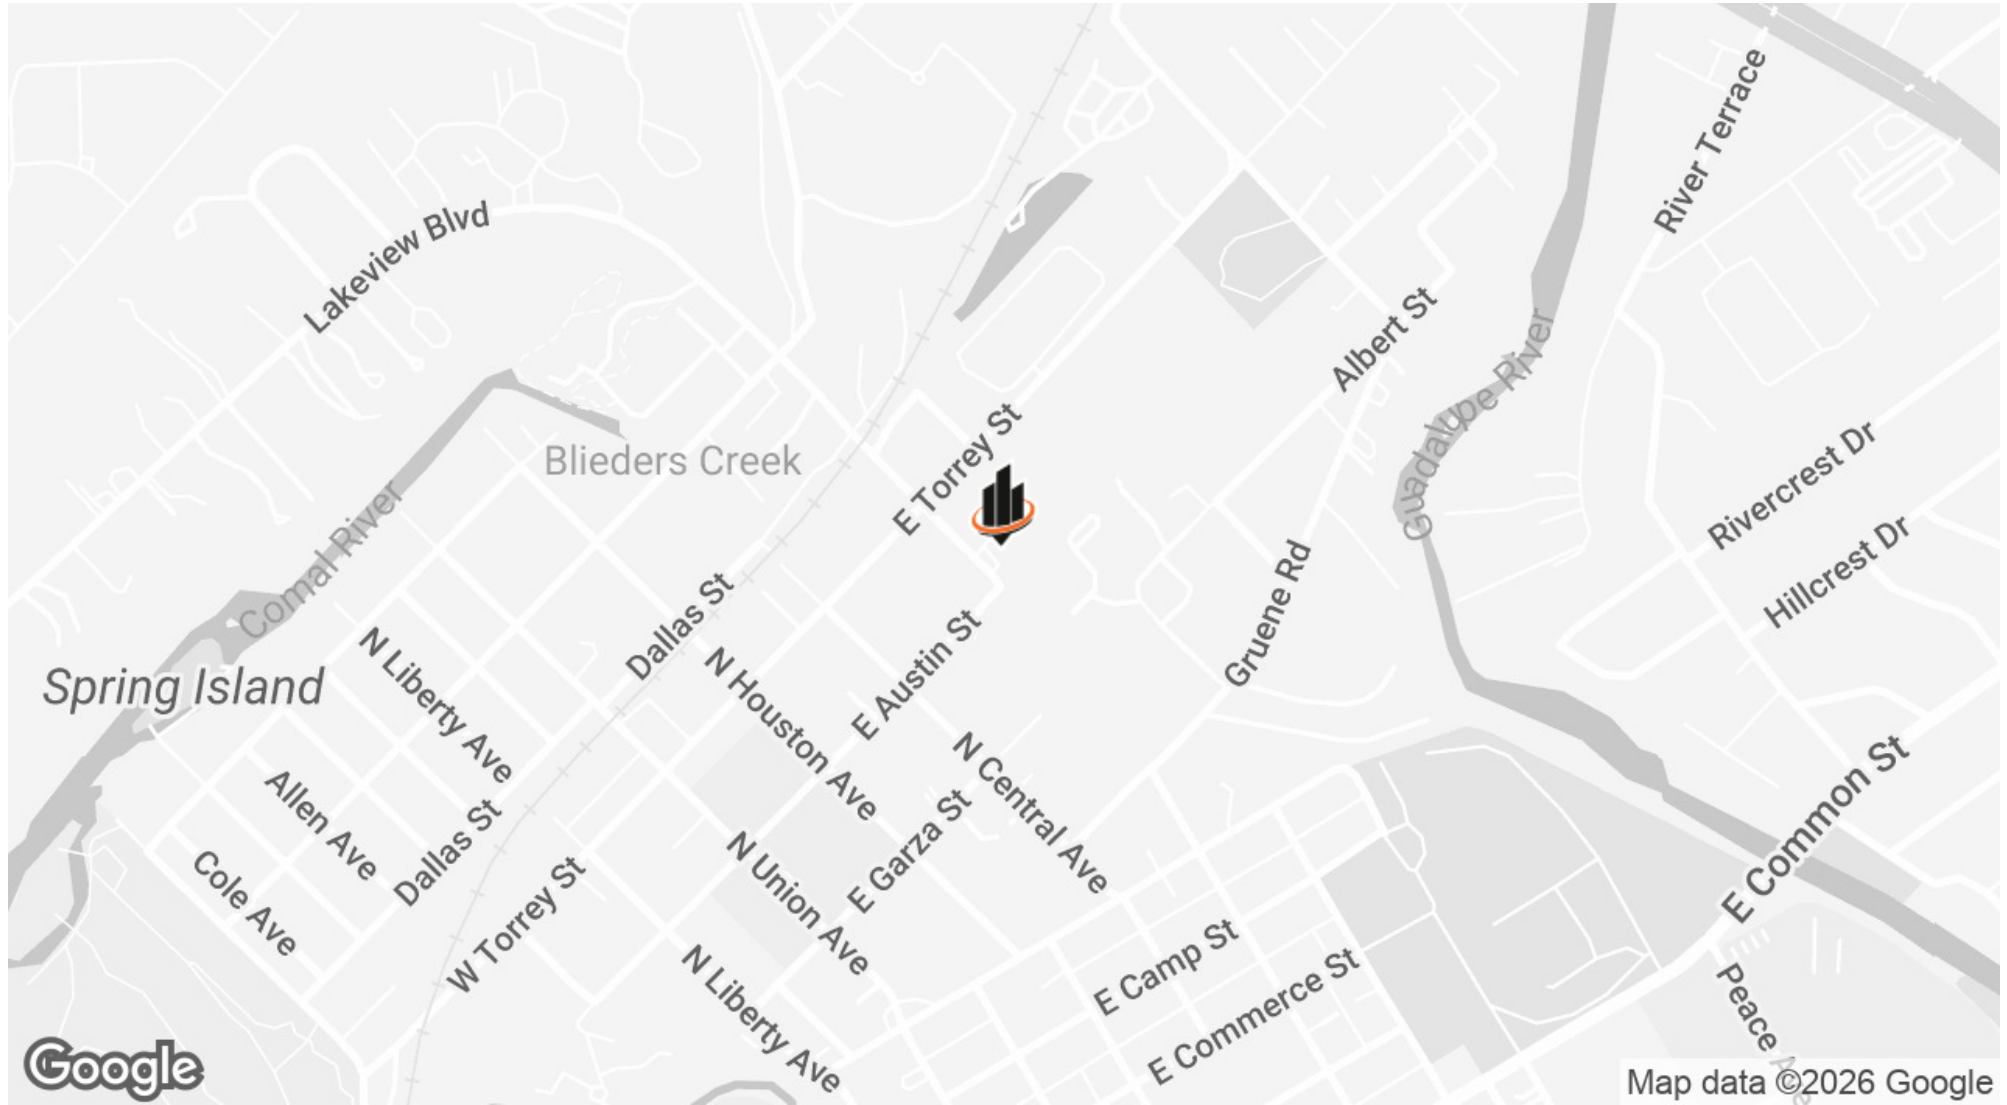 River Terrace
Lakeview Blvd
Albert St
Guadalupe River
E Torrey St
Blieders Creek
Rivercrest Dr
Hillcrest Dr
Comal River
Dallas St
Gruene Rd
Spring Island
N Liberty Ave
N Houston Ave
E Austin St
N Central Ave
E Common St
Allen Ave
Dallas St
E Garza St
N Union Ave
Cole Ave
W Torrey St
E Camp St
E Commerce St
N Liberty Ave
Peace Ave
Google
Map data ©2026 Google